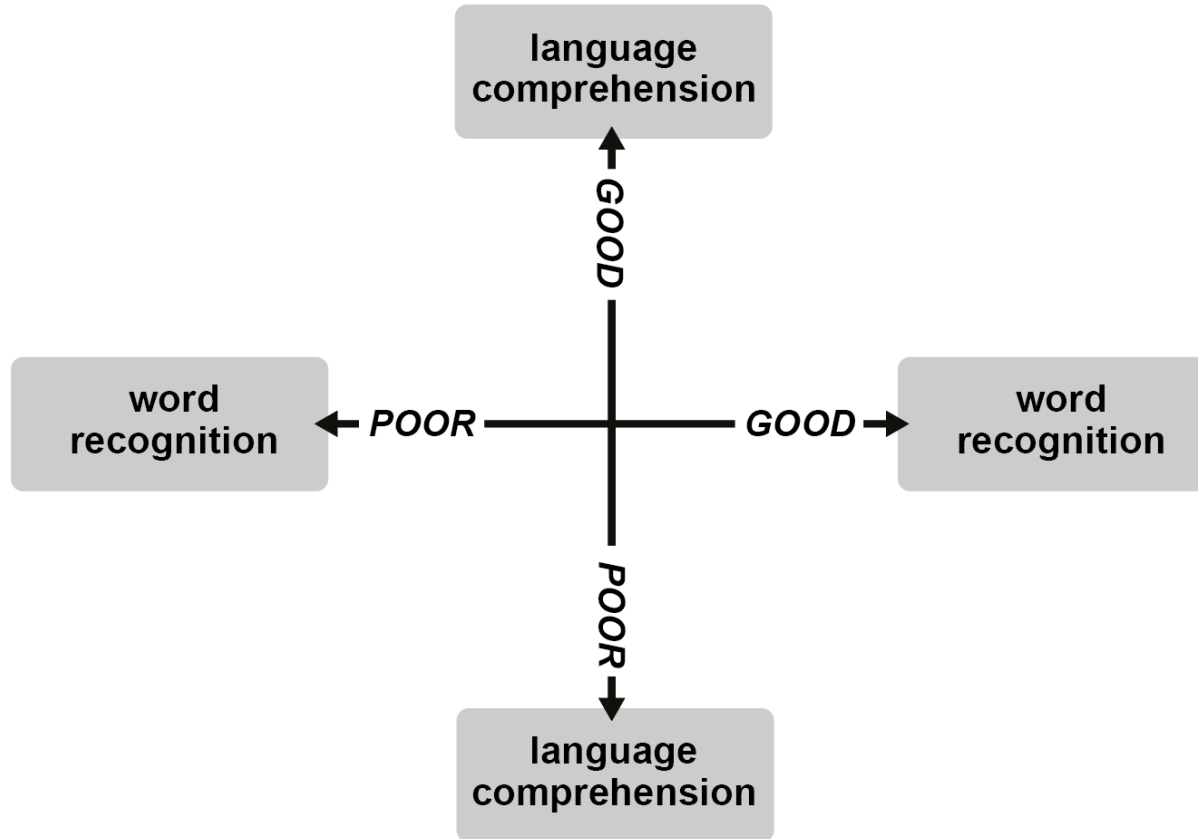 language
comprehension
GOOD
word
recognition
POOR
GOOD
word
recognition
POOR
language
comprehension